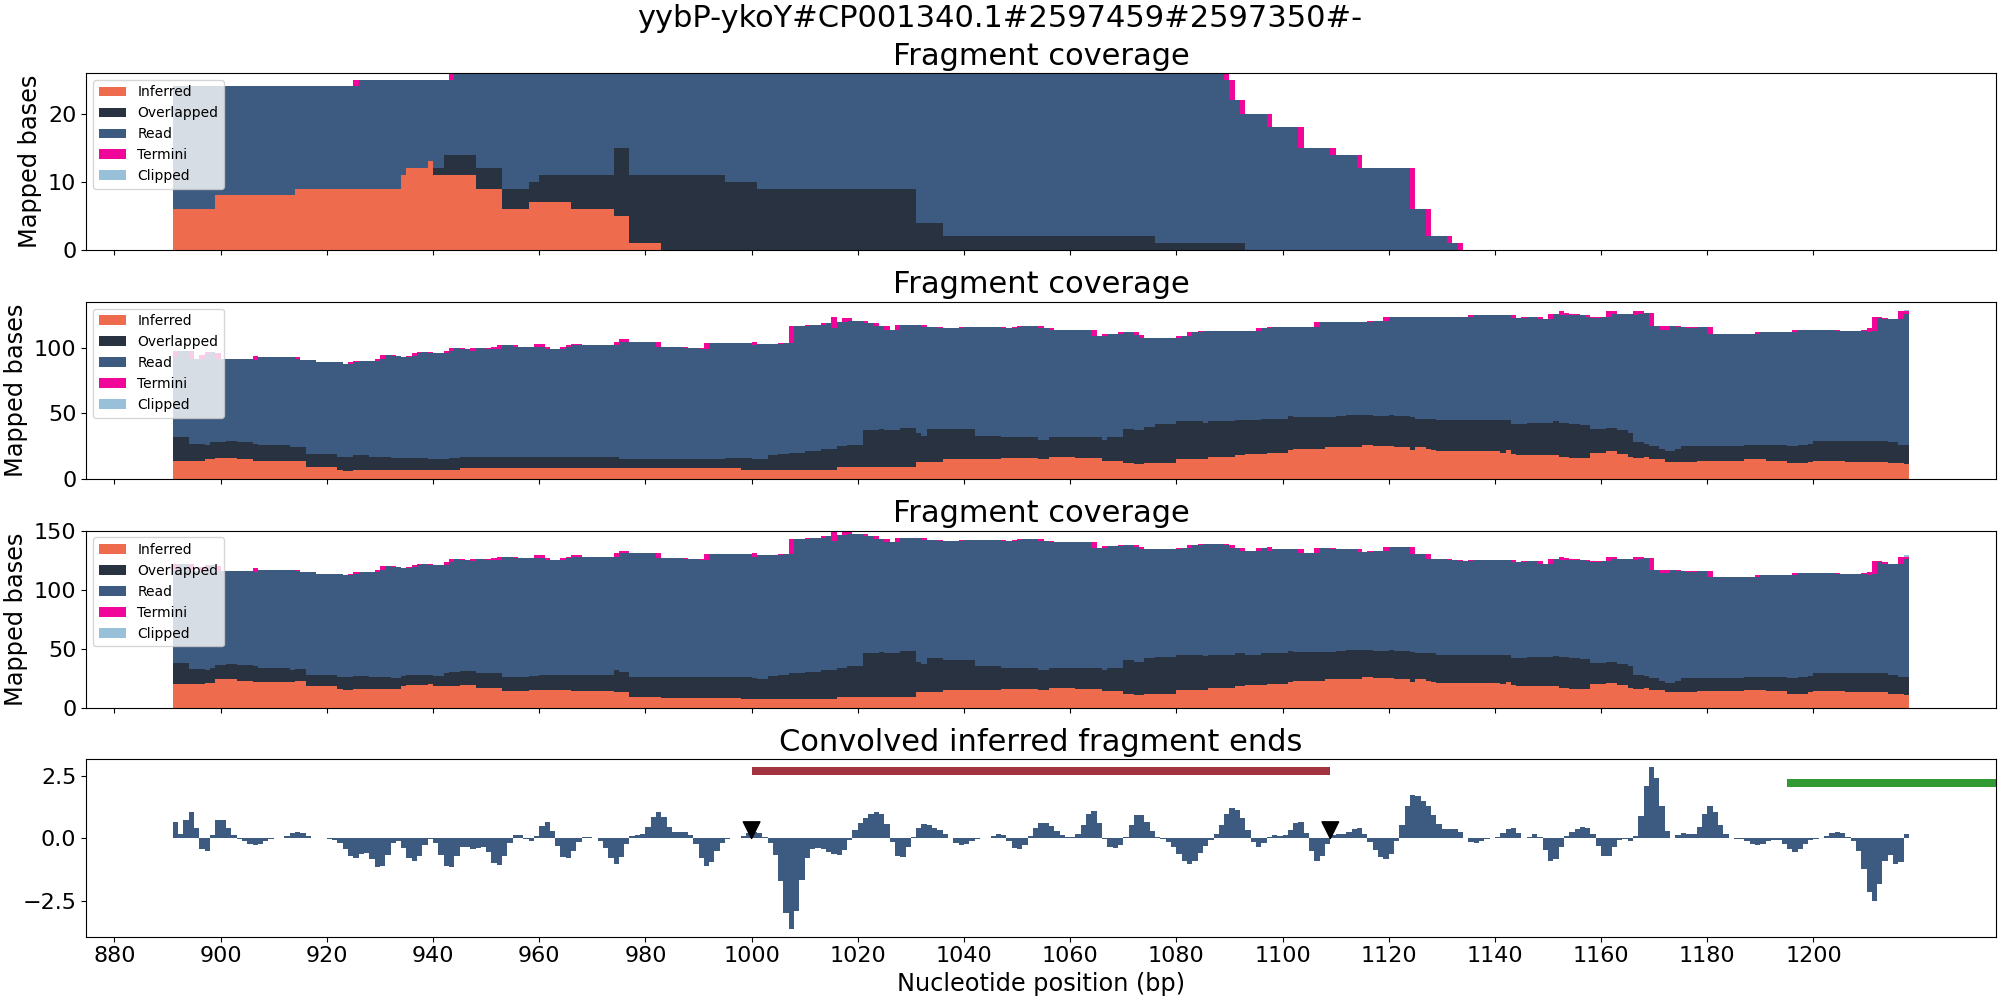 yybP-ykoY#CP001340.1#2597459#2597350#-
Fragment coverage
Mapped bases
20
10
0
Inferred
Overlapped
Read
Termini
Clipped
Fragment coverage
Mapped bases
100
50
0
Inferred
Overlapped
Read
Termini
Clipped
Fragment coverage
Mapped bases
150
100
50
0
Inferred
Overlapped
Read
Termini
Clipped
Convolved inferred fragment ends
2.5
0.0
−2.5
880 900 920 940 960 980 1000 1020 1040 1060 1080 1100 1120 1140 1160 1180 1200
Nucleotide position (bp)